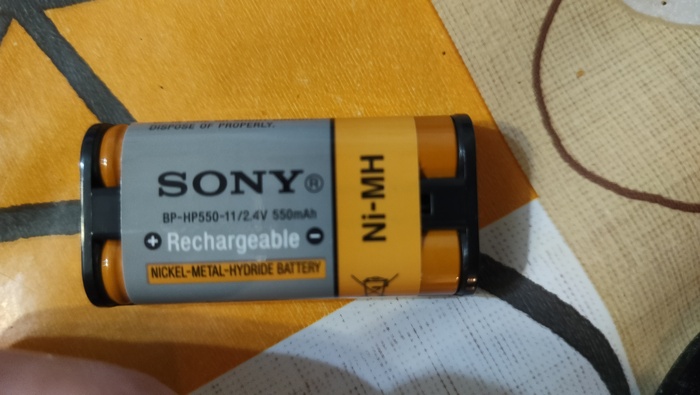 DISPOSE OF PROPERLY.
SONY®
BP-HP550-11/2.4V 550mAh
+ Rechargeable -
NICKEL-METAL-HYDRIDE BATTERY
Ni-MH